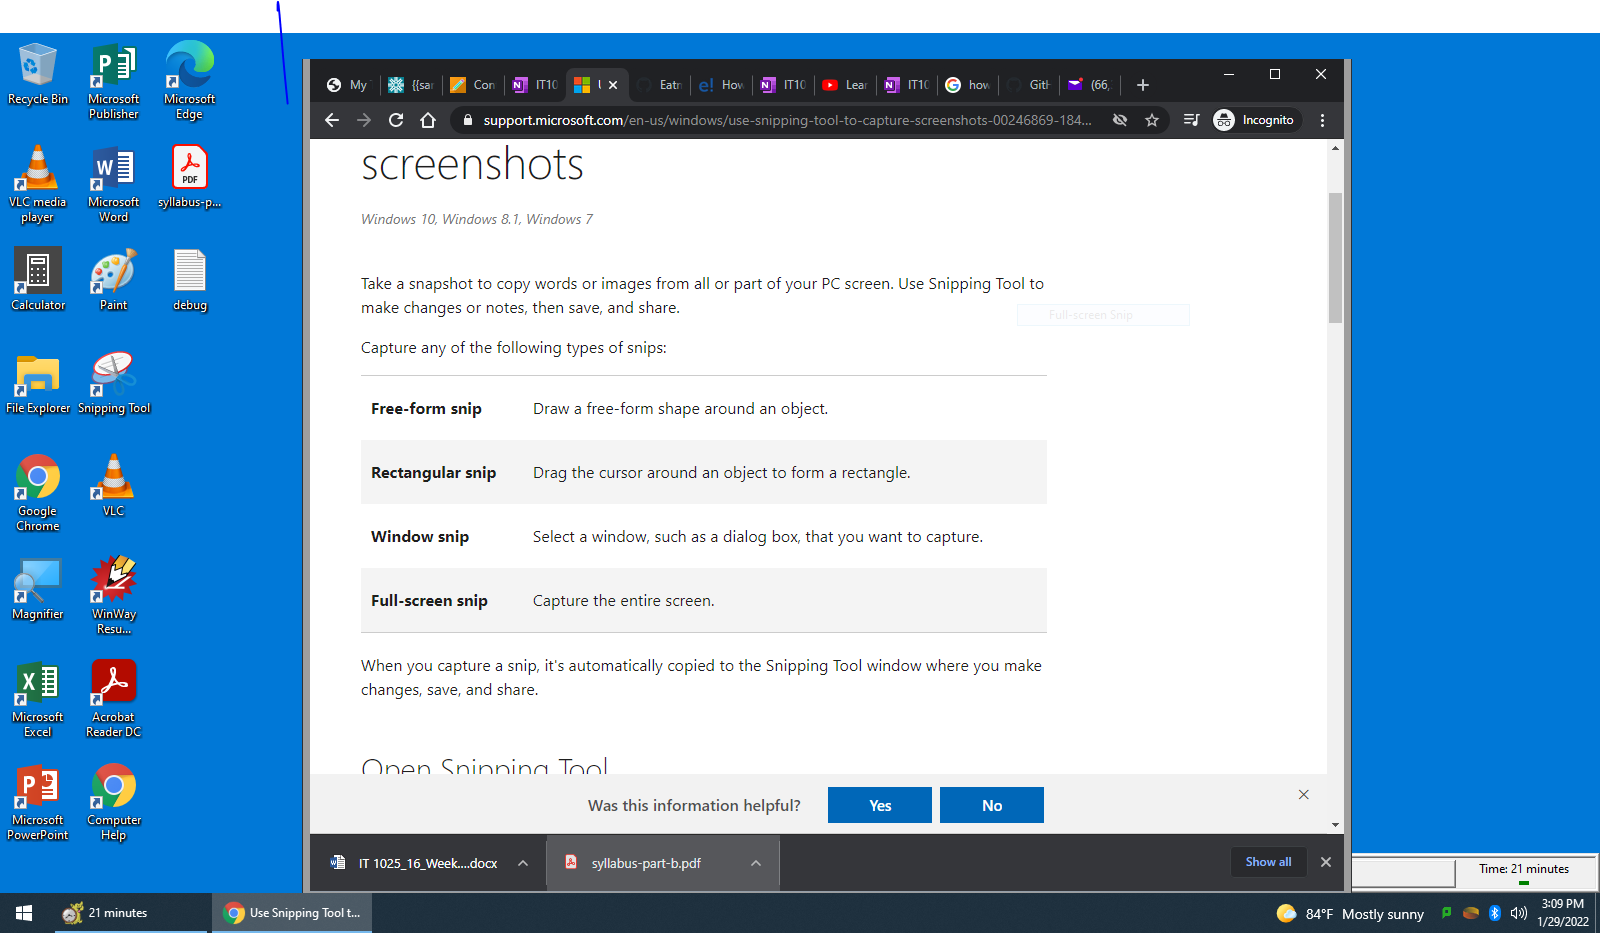 Recycle Bin
Microsoft
Publisher
Microsoft
Edge
VLC media
player
Microsoft
Word
PDF
syllabus-p...
Calculator
Paint
debug
File Explorer
Snipping Tool
Google
Chrome
VLC
Magnifier
WinWay
Resu...
Microsoft
Excel
Acrobat
Reader DC
Microsoft
PowerPoint
Computer
Help
My
{{sai
Con
IT10
Eatn
How
IT10
Lear
IT10
how
Gith
(66,
support.microsoft.com/en-us/windows/use-snipping-tool-to-capture-screenshots-00246869-184...
Incognito
screenshots
Windows 10, Windows 8.1, Windows 7
Take a snapshot to copy words or images from all or part of your PC screen. Use Snipping Tool to
make changes or notes, then save, and share.
Full-screen Snip
Capture any of the following types of snips:
Free-form snip Draw a free-form shape around an object.
Rectangular snip Drag the cursor around an object to form a rectangle.
Window snip Select a window, such as a dialog box, that you want to capture.
Full-screen snip Capture the entire screen.
When you capture a snip, it's automatically copied to the Snipping Tool window where you make
changes, save, and share.
Open Snipping Tool
Was this information helpful? Yes No
IT 1025_16_Week....docx
syllabus-part-b.pdf
Show all
Time: 21 minutes
21 minutes
Use Snipping Tool t...
84°F Mostly sunny
3:09 PM
1/29/2022